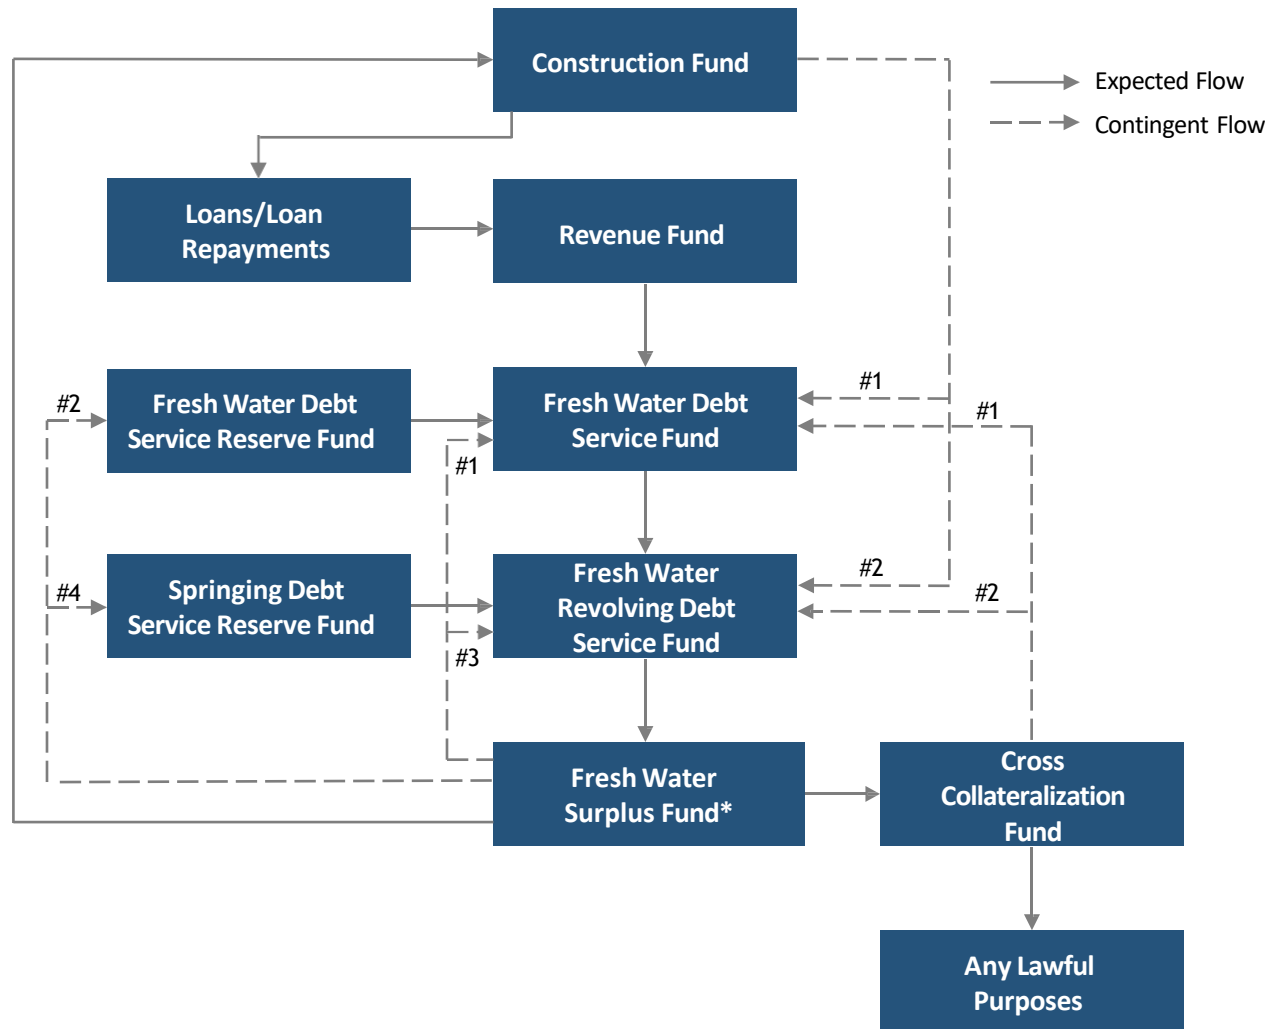 Construction Fund
Expected Flow
Contingent Flow
Loans/Loan
Repayments
Revenue Fund
#1
#2
Fresh Water Debt
Service Reserve Fund
Fresh Water Debt
Service Fund
#1
#1
#2
#4
Springing Debt
Service Reserve Fund
Fresh Water
Revolving Debt
Service Fund
#2
#3
Fresh Water
Surplus Fund*
Cross
Collateralization
Fund
Any Lawful
Purposes